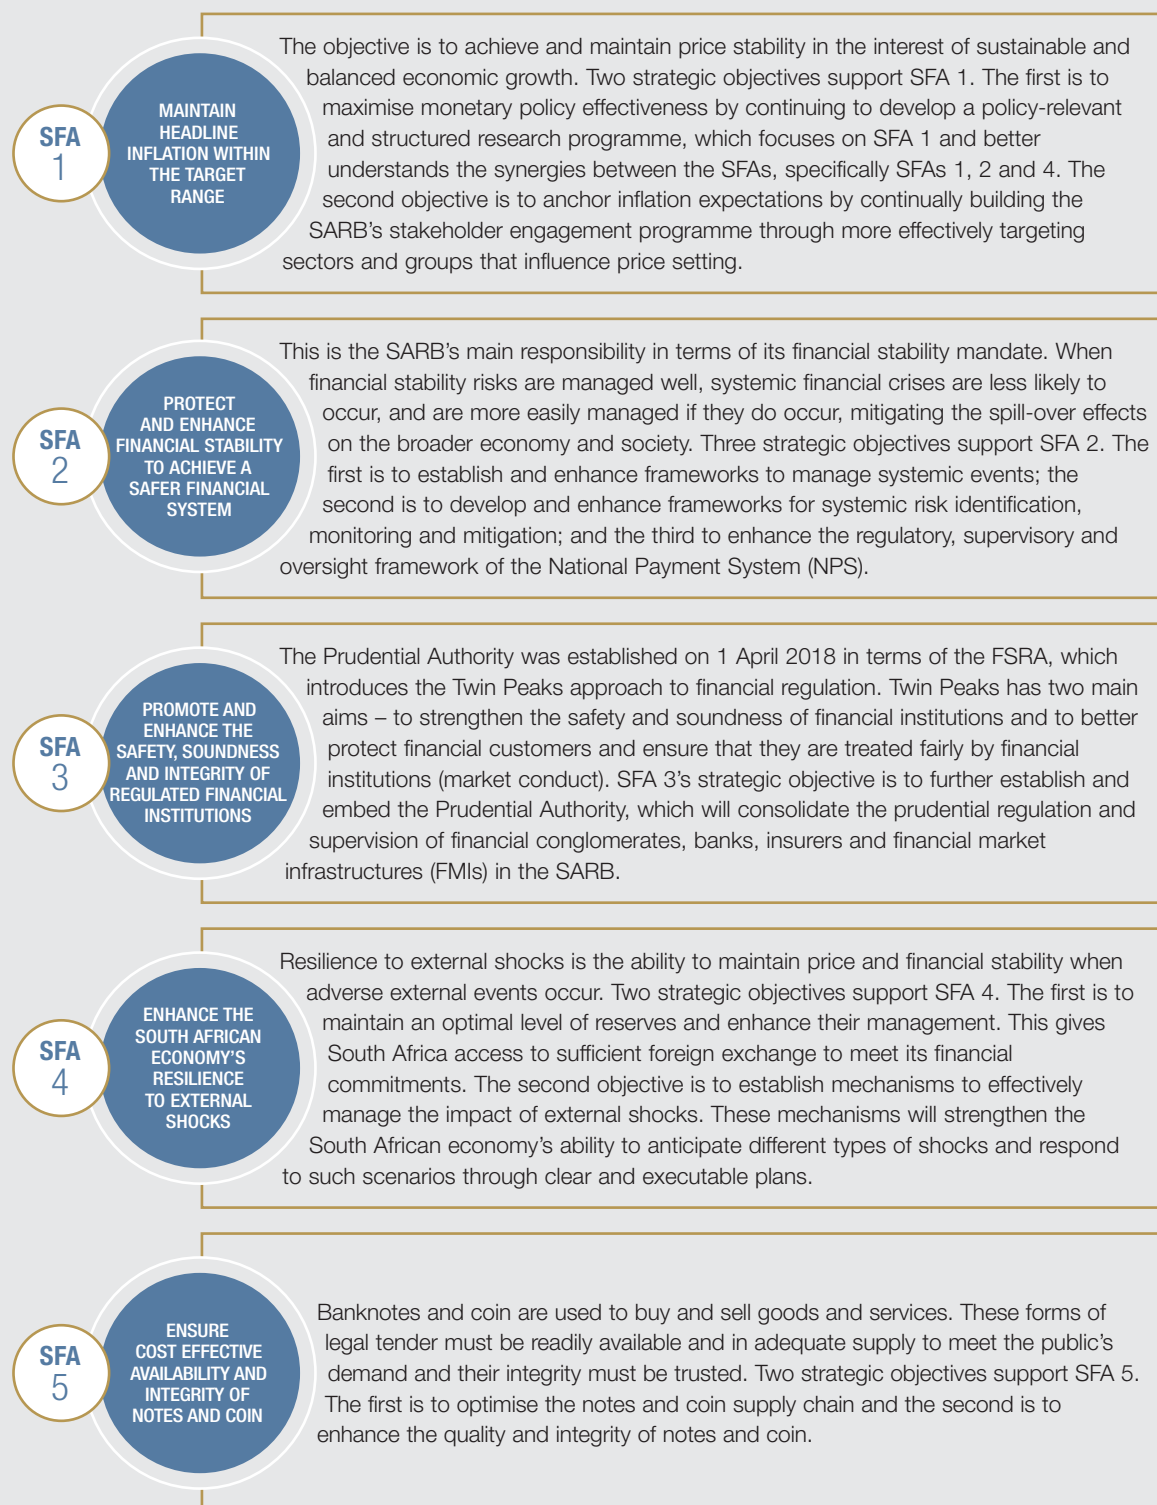 SFA
1
MAINTAIN
HEADLINE
INFLATION WITHIN
THE TARGET
RANGE
The objective is to achieve and maintain price stability in the interest of sustainable and
balanced economic growth. Two strategic objectives support SFA 1. The first is to
maximise monetary policy effectiveness by continuing to develop a policy-relevant
and structured research programme, which focuses on SFA 1 and better
understands the synergies between the SFAs, specifically SFAs 1, 2 and 4. The
second objective is to anchor inflation expectations by continually building the
SARB's stakeholder engagement programme through more effectively targeting
sectors and groups that influence price setting.
SFA
2
PROTECT
AND ENHANCE
FINANCIAL STABILITY
TO ACHIEVE A
SAFER FINANCIAL
SYSTEM
This is the SARB's main responsibility in terms of its financial stability mandate. When
financial stability risks are managed well, systemic financial crises are less likely to
occur, and are more easily managed if they do occur, mitigating the spill-over effects
on the broader economy and society. Three strategic objectives support SFA 2. The
first is to establish and enhance frameworks to manage systemic events; the
second is to develop and enhance frameworks for systemic risk identification,
monitoring and mitigation; and the third to enhance the regulatory, supervisory and
oversight framework of the National Payment System (NPS).
SFA
3
PROMOTE AND
ENHANCE THE
SAFETY, SOUNDNESS
AND INTEGRITY OF
REGULATED FINANCIAL
INSTITUTIONS
The Prudential Authority was established on 1 April 2018 in terms of the FSRA, which
introduces the Twin Peaks approach to financial regulation. Twin Peaks has two main
aims – to strengthen the safety and soundness of financial institutions and to better
protect financial customers and ensure that they are treated fairly by financial
institutions (market conduct). SFA 3's strategic objective is to further establish and
embed the Prudential Authority, which will consolidate the prudential regulation and
supervision of financial conglomerates, banks, insurers and financial market
infrastructures (FMIs) in the SARB.
SFA
4
ENHANCE THE
SOUTH AFRICAN
ECONOMY'S
RESILIENCE
TO EXTERNAL
SHOCKS
Resilience to external shocks is the ability to maintain price and financial stability when
adverse external events occur. Two strategic objectives support SFA 4. The first is to
maintain an optimal level of reserves and enhance their management. This gives
South Africa access to sufficient foreign exchange to meet its financial
commitments. The second objective is to establish mechanisms to effectively
manage the impact of external shocks. These mechanisms will strengthen the
South African economy's ability to anticipate different types of shocks and respond
to such scenarios through clear and executable plans.
SFA
5
ENSURE
COST EFFECTIVE
AVAILABILITY AND
INTEGRITY OF
NOTES AND COIN
Banknotes and coin are used to buy and sell goods and services. These forms of
legal tender must be readily available and in adequate supply to meet the public's
demand and their integrity must be trusted. Two strategic objectives support SFA 5.
The first is to optimise the notes and coin supply chain and the second is to
enhance the quality and integrity of notes and coin.